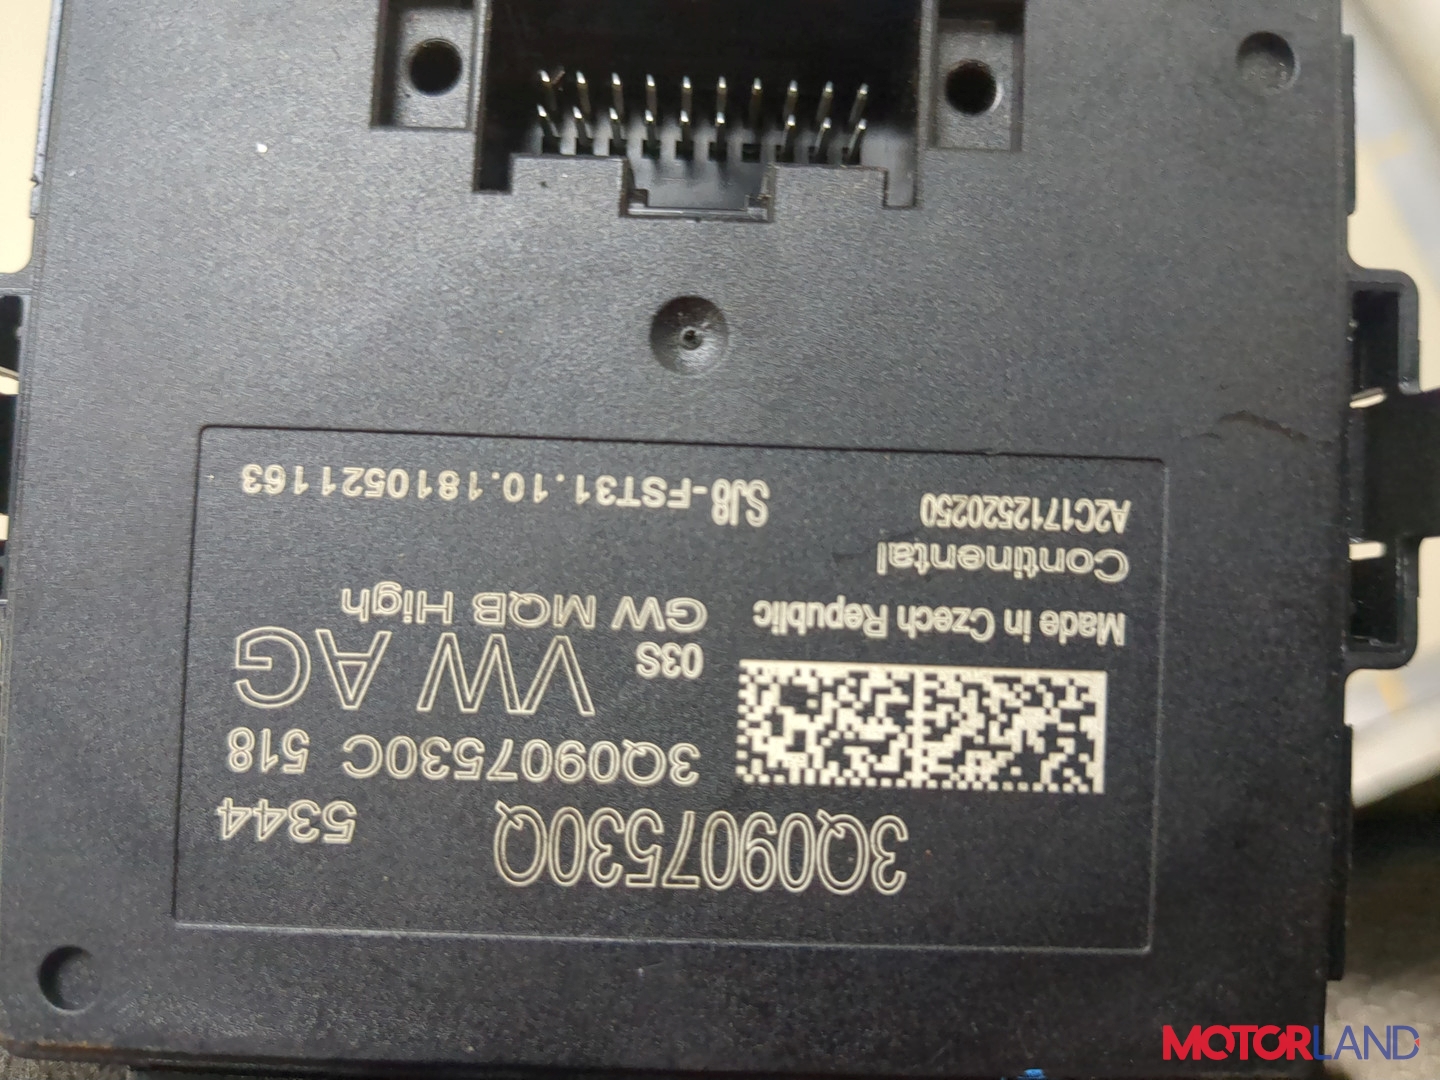 3Q0907530Q 5344
3Q0907530C 518
VW AG
03S
GW MQB High
Made in Czech Republic
Continental
A2C1712520250
SJ8-FST31.10.1810521163
MOTORLAND